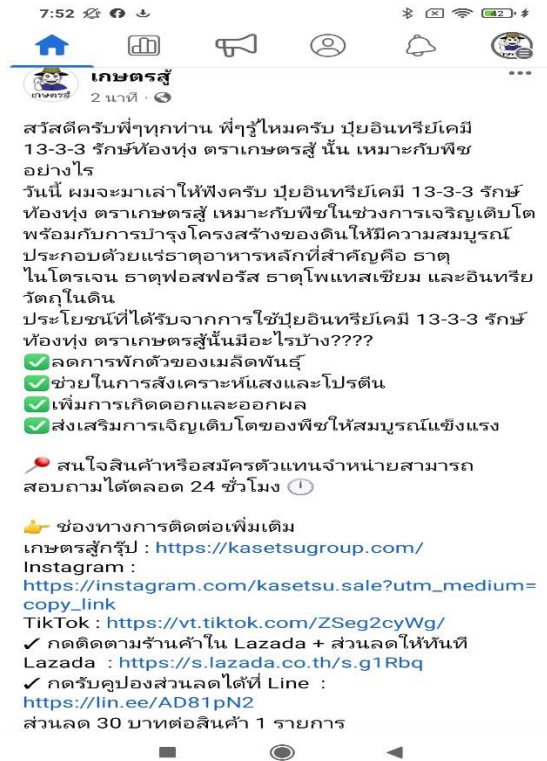 7:52
42
เกษตรสู้
เกษตรสู้
2 นาที ·
สวัสดีครับพี่ๆทุกท่าน พี่ๆรู้ไหมครับ ปุ๋ยอินทรีย์เคมี
13-3-3 รักษ์ท้องทุ่ง ตราเกษตรสู้ นั้น เหมาะกับพืช
อย่างไร
วันนี้ ผมจะมาเล่าให้ฟังครับ ปุ๋ยอินทรีย์เคมี 13-3-3 รักษ์
ท้องทุ่ง ตราเกษตรสู้ เหมาะกับพืชในช่วงการเจริญเติบโต
พร้อมกับการบำรุงโครงสร้างของดินให้มีความสมบูรณ์
ประกอบด้วยแร่ธาตุอาหารหลักที่สำคัญคือ ธาตุ
ไนโตรเจน ธาตุฟอสฟอรัส ธาตุโพแทสเซียม และอินทรีย
วัตถุในดิน
ประโยชน์ที่ได้รับจากการใช้ปุ๋ยอินทรีย์เคมี 13-3-3 รักษ์
ท้องทุ่ง ตราเกษตรสู้นั้นมีอะไรบ้าง????
✅ลดการพักตัวของเมล็ดพันธุ์
✅ช่วยในการสังเคราะห์แสงและโปรตีน
✅เพิ่มการเกิดดอกและออกผล
✅ส่งเสริมการเจิญเติบโตของพืชให้สมบูรณ์แข็งแรง
📍 สนใจสินค้าหรือสมัครตัวแทนจำหน่ายสามารถ
สอบถามได้ตลอด 24 ชั่วโมง 🕛
👉 ช่องทางการติดต่อเพิ่มเติม
เกษตรสู้กรุ๊ป : https://kasetsugroup.com/
Instagram :
https://instagram.com/kasetsu.sale?utm_medium=
copy_link
TikTok : https://vt.tiktok.com/ZSeg2cyWg/
✓ กดติดตามร้านค้าใน Lazada + ส่วนลดให้ทันที
Lazada : https://s.lazada.co.th/s.g1Rbq
✓ กดรับคูปองส่วนลดได้ที่ Line :
https://lin.ee/AD81pN2
ส่วนลด 30 บาทต่อสินค้า 1 รายการ